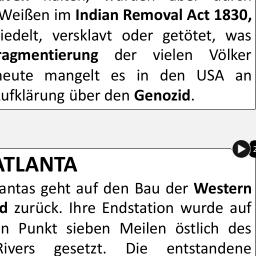 Weißen im Indian Removal Act 1830,
iedelt, versklavt oder getötet, was
ragmentierung der vielen Völker
heute mangelt es in den USA an
ufklärung über den Genozid.
ATLANTA
lantas geht auf den Bau der Western
d zurück. Ihre Endstation wurde auf
n Punkt sieben Meilen östlich des
Rivers gesetzt. Die entstandene